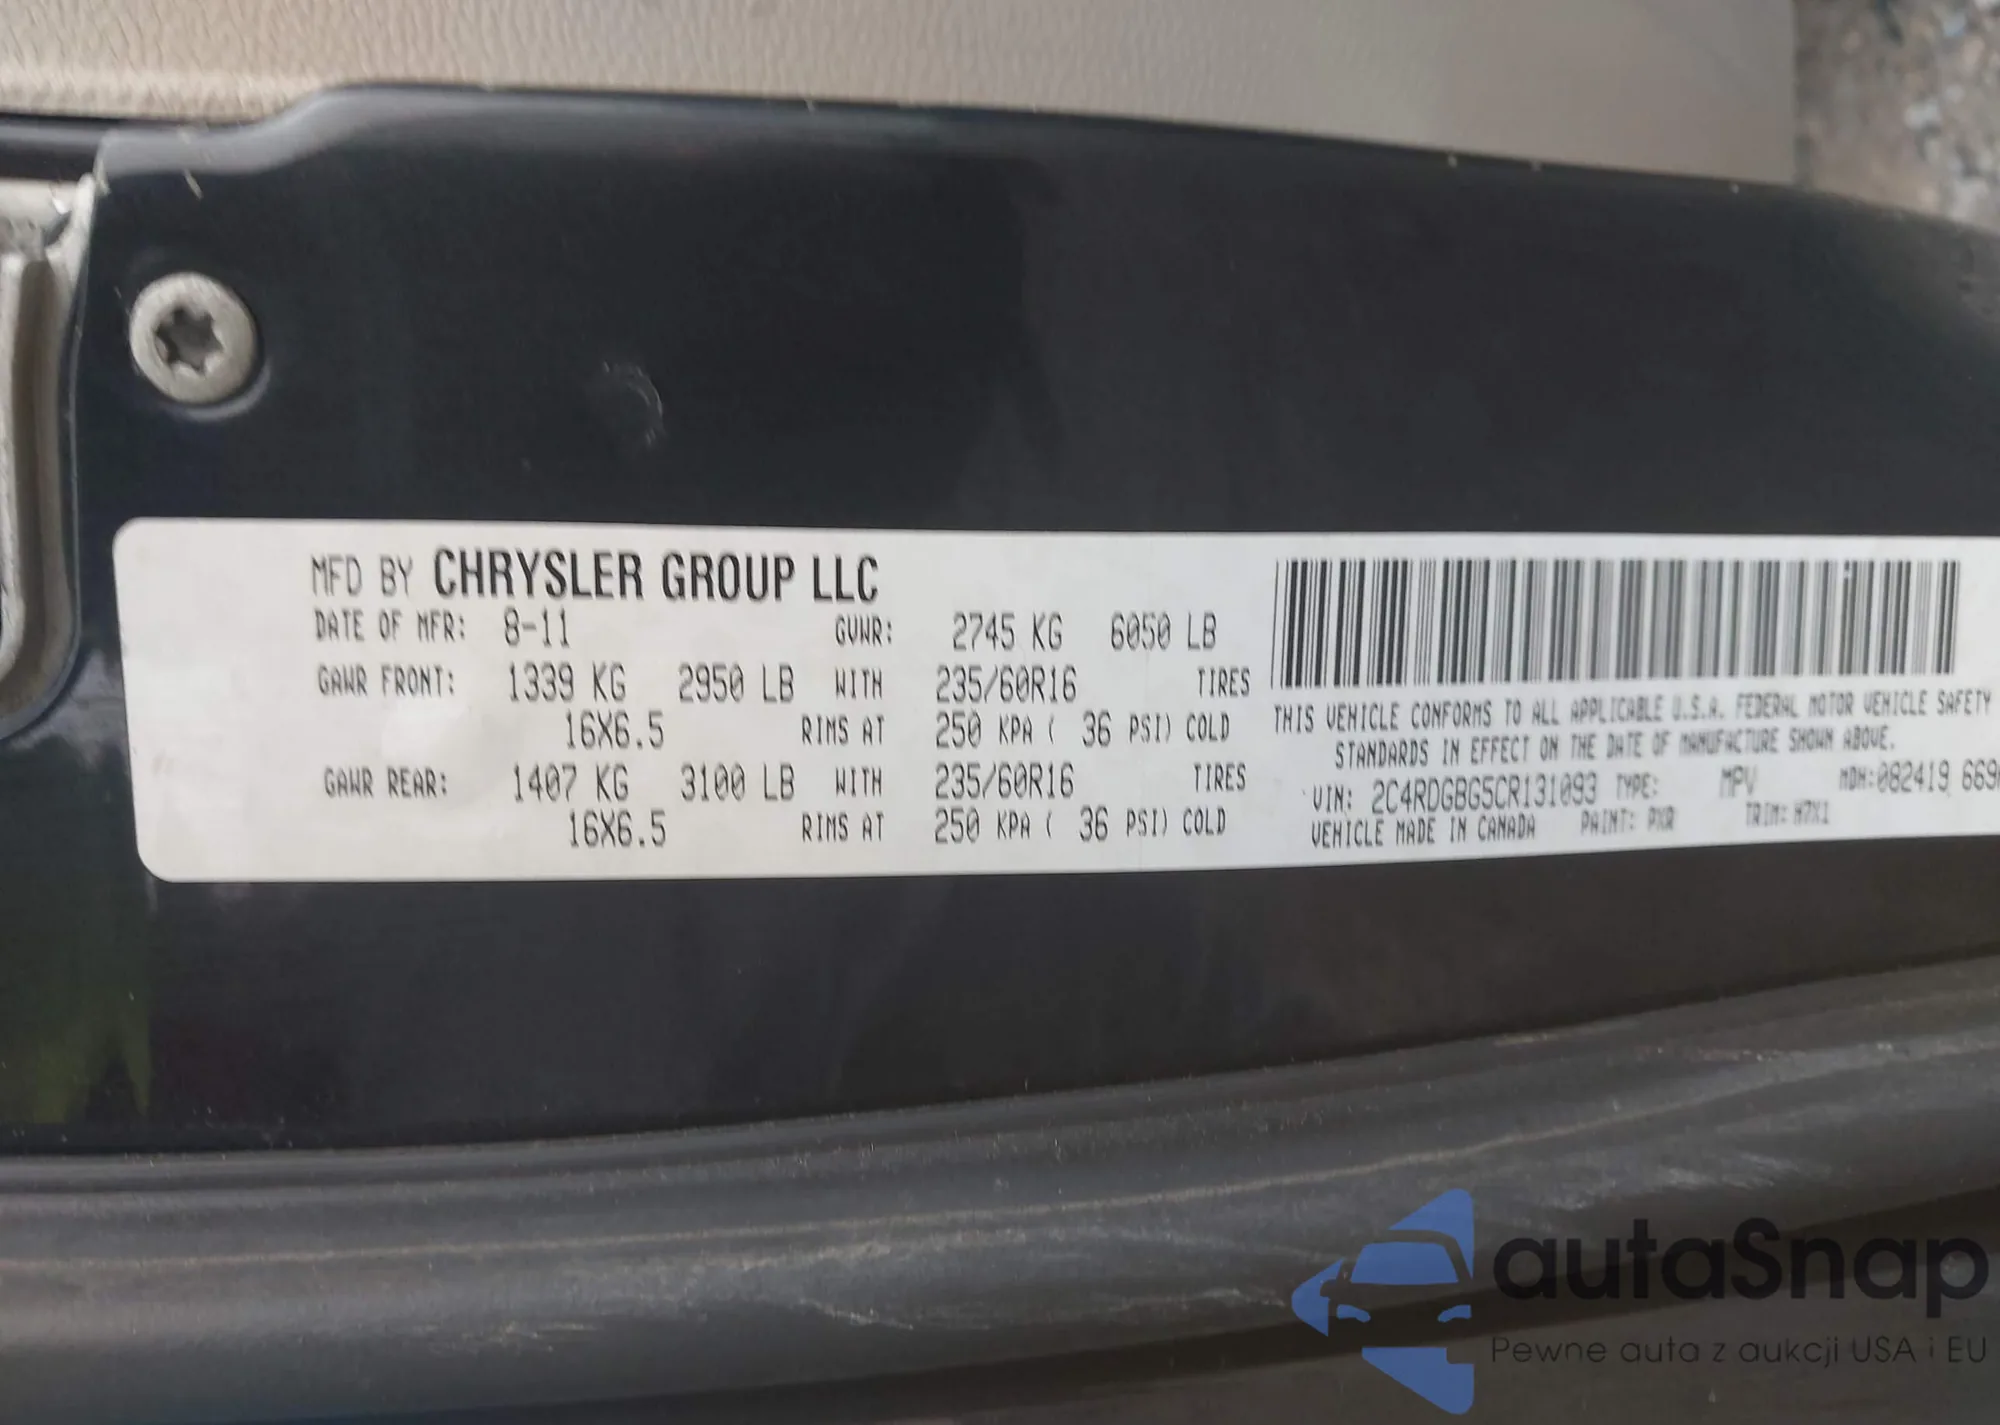 MFD BY CHRYSLER GROUP LLC
DATE OF MFR: 8-11 GVWR: 2745 KG 6050 LB
GAWR FRONT: 1339 KG 2950 LB WITH 235/60R16 TIRES
16X6.5 RIMS AT 250 KPA ( 36 PSI) COLD
GAWR REAR: 1407 KG 3100 LB WITH 235/60R16 TIRES
16X6.5 RIMS AT 250 KPA ( 36 PSI) COLD
THIS VEHICLE CONFORMS TO ALL APPLICABLE U.S.A. FEDERAL MOTOR VEHICLE SAFETY
STANDARDS IN EFFECT ON THE DATE OF MANUFACTURE SHOWN ABOVE.
VIN: 2C4RDGBG5CR131093 TYPE: MPV MDH:082419
VEHICLE MADE IN CANADA PAINT: PXR TRIM: H7X1
autaSnap
Pewne auta z aukcji USA i EU